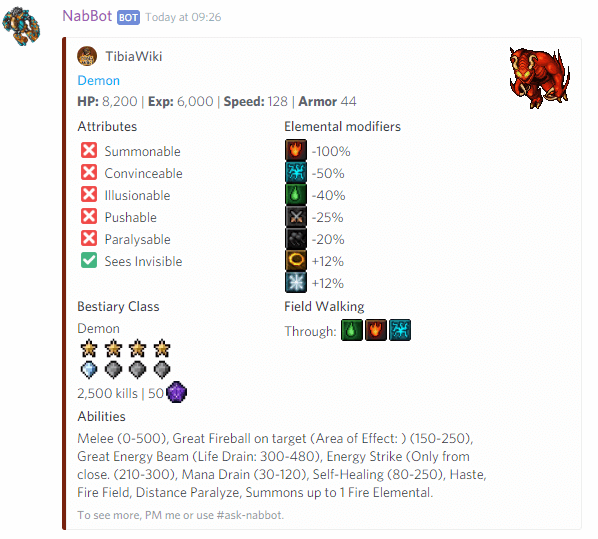 NabBot BOT Today at 09:26
TibiaWiki
Demon
HP: 8,200 | Exp: 6,000 | Speed: 128 | Armor 44
Attributes
Summonable
Convinceable
Illusionable
Pushable
Paralysable
Sees Invisible
Elemental modifiers
-100%
-50%
-40%
-25%
-20%
+12%
+12%
Bestiary Class
Demon
2,500 kills | 50
Field Walking
Through:
Abilities
Melee (0-500), Great Fireball on target (Area of Effect: ) (150-250),
Great Energy Beam (Life Drain: 300-480), Energy Strike (Only from
close. (210-300), Mana Drain (30-120), Self-Healing (80-250), Haste,
Fire Field, Distance Paralyze, Summons up to 1 Fire Elemental.
To see more, PM me or use #ask-nabbot.